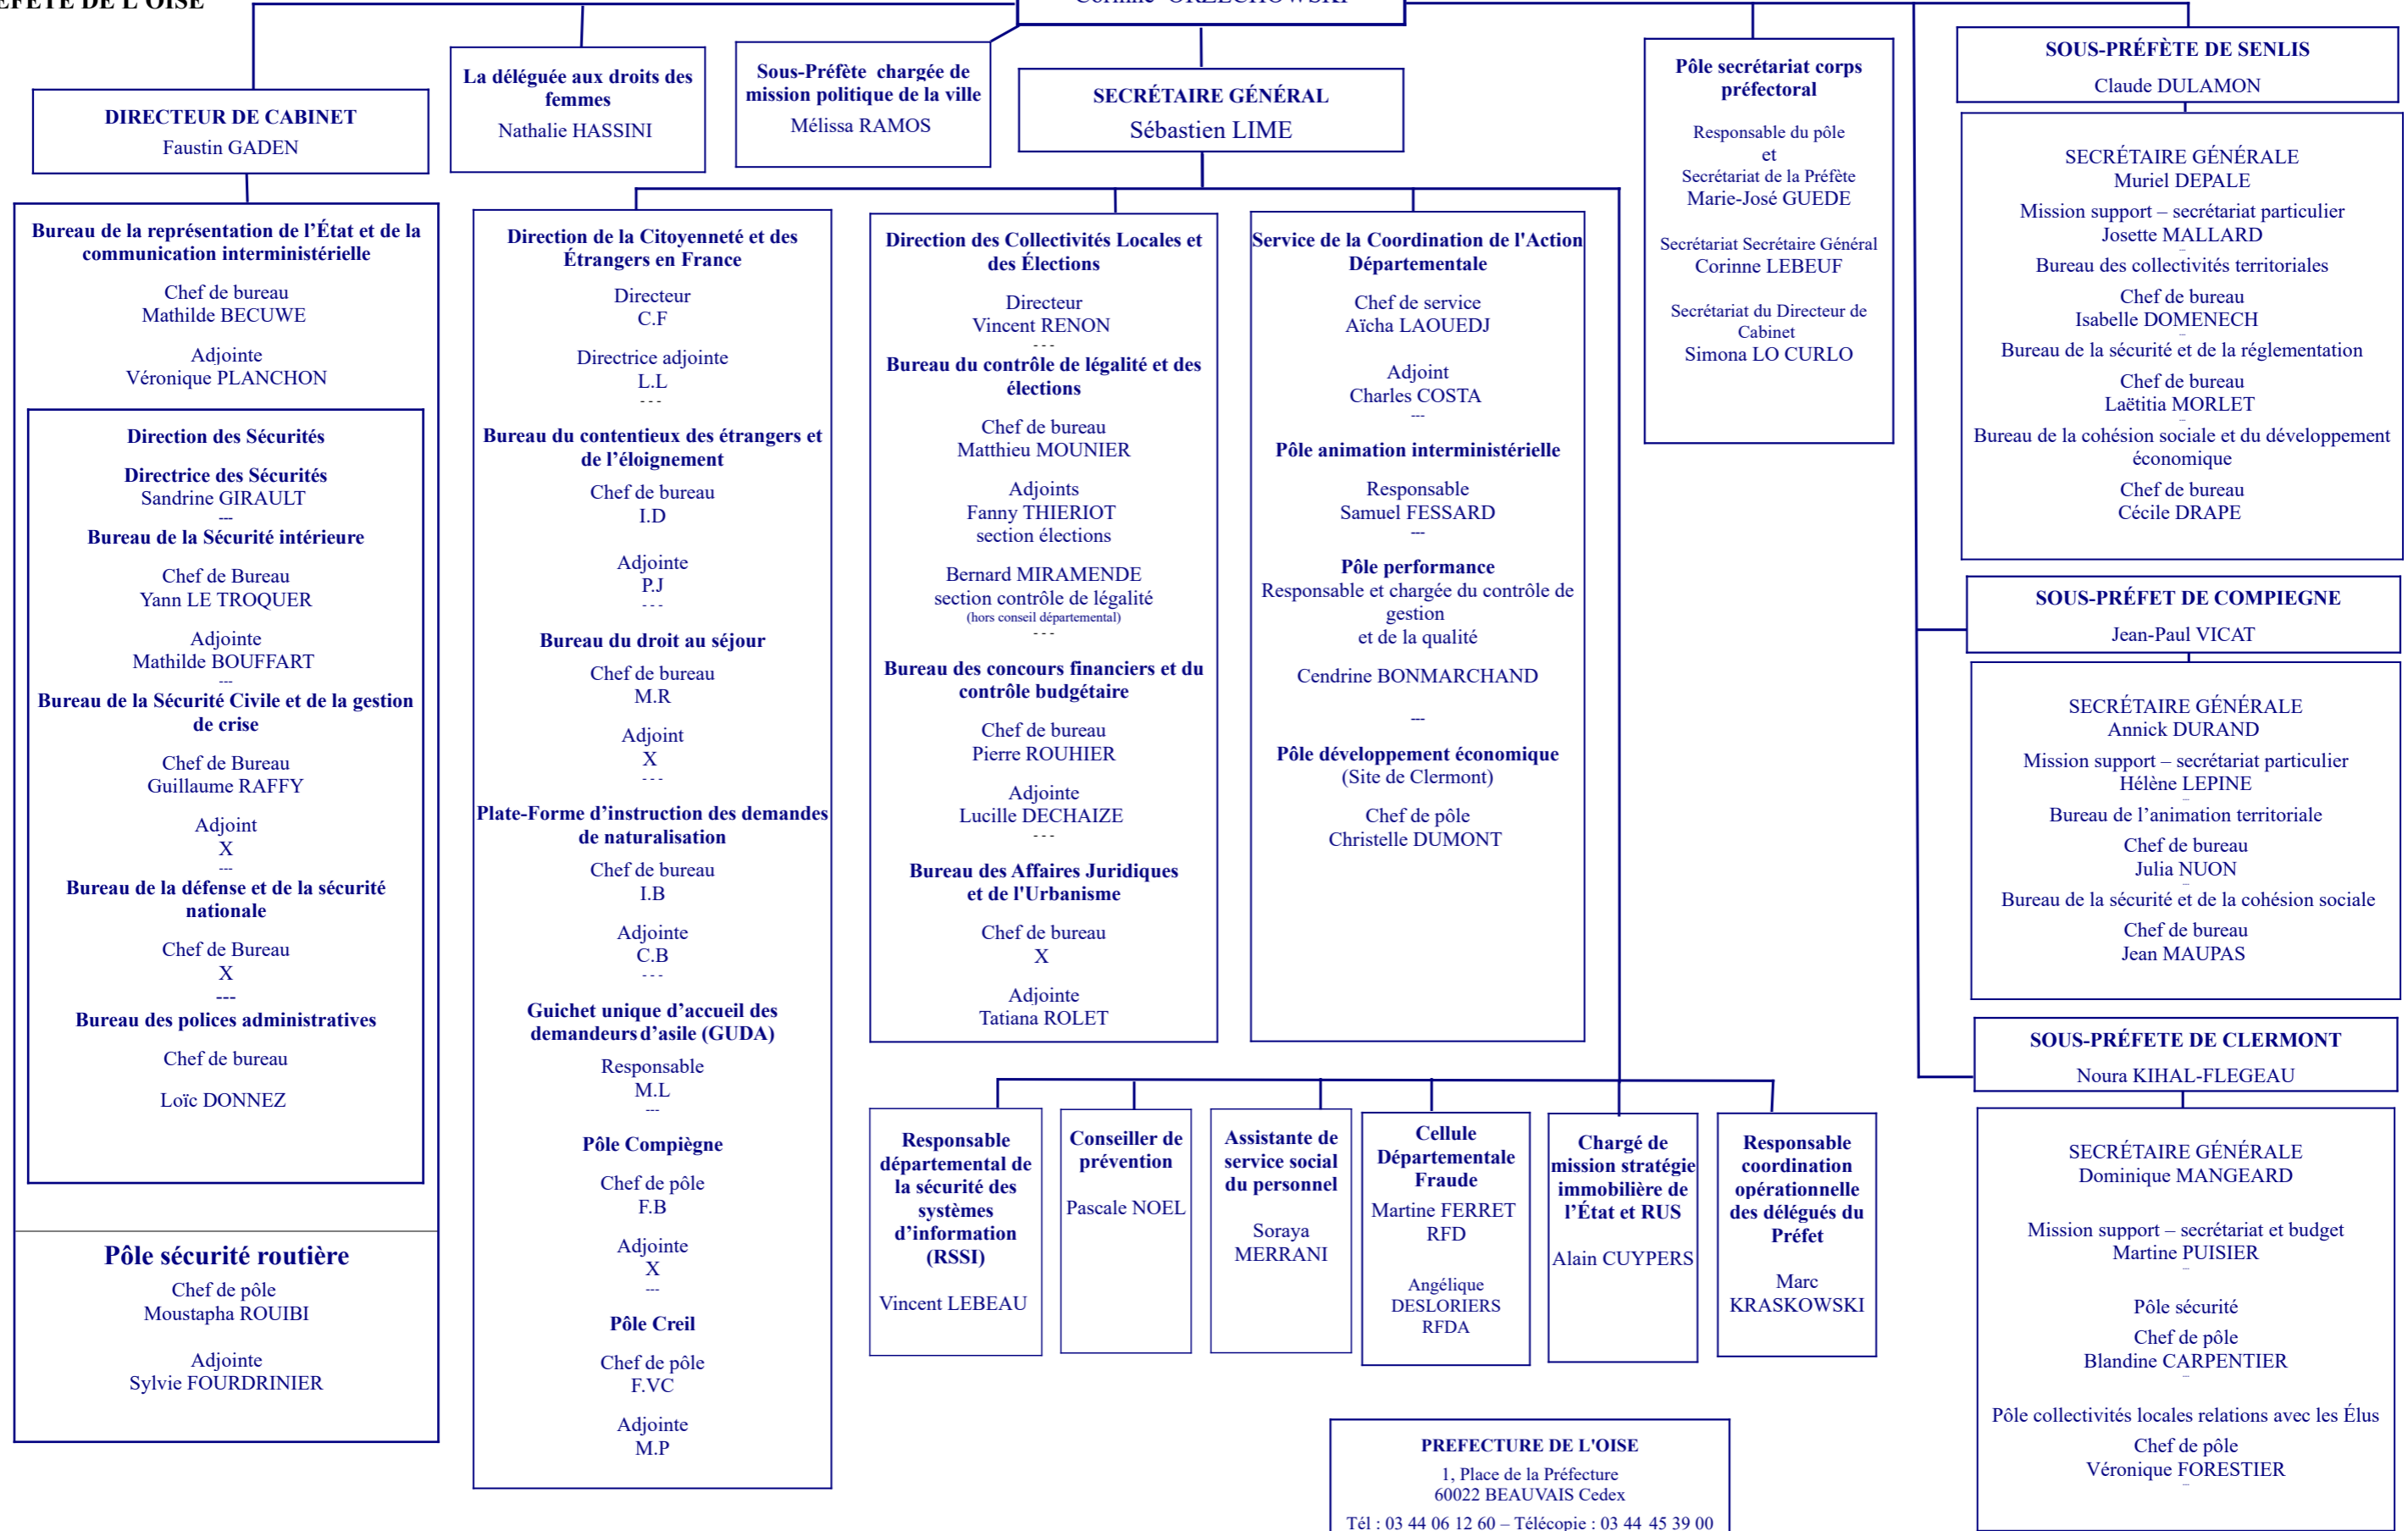 DE L'OISE
DIRECTEUR DE CABINET
Faustin GADEN
La déléguée aux droits des
femmes
Nathalie HASSINI
Sous-Préfète chargée de
mission politique de la ville
Mélissa RAMOS
SECRÉTAIRE GÉNÉRAL
Sébastien LIME
Bureau de la représentation de l'État et de la
communication interministérielle
Chef de bureau
Mathilde BECUWE
Adjointe
Véronique PLANCHON
Direction des Sécurités
Directrice des Sécurités
Sandrine GIRAULT
---
Bureau de la Sécurité intérieure
Chef de Bureau
Yann LE TROQUER
Adjointe
Mathilde BOUFFART
---
Bureau de la Sécurité Civile et de la gestion
de crise
Chef de Bureau
Guillaume RAFFY
Adjoint
X
---
Bureau de la défense et de la sécurité
nationale
Chef de Bureau
X
---
Bureau des polices administratives
Chef de bureau
Loïc DONNEZ
Pôle sécurité routière
Chef de pôle
Moustapha ROUIBI
Adjointe
Sylvie FOURDRINIER
Direction de la Citoyenneté et des
Étrangers en France
Directeur
C.F
Directrice adjointe
L.L
- - -
Bureau du contentieux des étrangers et
de l'éloignement
Chef de bureau
I.D
Adjointe
P.J
- - -
Bureau du droit au séjour
Chef de bureau
M.R
Adjoint
X
- - -
Plate-Forme d'instruction des demandes
de naturalisation
Chef de bureau
I.B
Adjointe
C.B
- - -
Guichet unique d'accueil des
demandeurs d'asile (GUDA)
Responsable
M.L
---
Pôle Compiègne
Chef de pôle
F.B
Adjointe
X
---
Pôle Creil
Chef de pôle
F.VC
Adjointe
M.P
Direction des Collectivités Locales et
des Élections
Directeur
Vincent RENON
- - -
Bureau du contrôle de légalité et des
élections
Chef de bureau
Matthieu MOUNIER
Adjoints
Fanny THIERIOT
section élections
Bernard MIRAMENDE
section contrôle de légalité
(hors conseil départemental)
- - -
Bureau des concours financiers et du
contrôle budgétaire
Chef de bureau
Pierre ROUHIER
Adjointe
Lucille DECHAIZE
- - -
Bureau des Affaires Juridiques
et de l'Urbanisme
Chef de bureau
X
Adjointe
Tatiana ROLET
Service de la Coordination de l'Action
Départementale
Chef de service
Aïcha LAOUEDJ
Adjoint
Charles COSTA
---
Pôle animation interministérielle
Responsable
Samuel FESSARD
---
Pôle performance
Responsable et chargée du contrôle de
gestion
et de la qualité
Cendrine BONMARCHAND
---
Pôle développement économique
(Site de Clermont)
Chef de pôle
Christelle DUMONT
Responsable
départemental de
la sécurité des
systèmes
d'information
(RSSI)
Vincent LEBEAU
Conseiller de
prévention
Pascale NOEL
Assistante de
service social
du personnel
Soraya
MERRANI
Cellule
Départementale
Fraude
Martine FERRET
RFD
Angélique
DESLORIERS
RFDA
Chargé de
mission stratégie
immobilière de
l'État et RUS
Alain CUYPERS
Responsable
coordination
opérationnelle
des délégués du
Préfet
Marc
KRASKOWSKI
Pôle secrétariat corps
préfectoral
Responsable du pôle
et
Secrétariat de la Préfète
Marie-José GUEDE
Secrétariat Secrétaire Général
Corinne LEBEUF
Secrétariat du Directeur de
Cabinet
Simona LO CURLO
SOUS-PRÉFÈTE DE SENLIS
Claude DULAMON
SECRÉTAIRE GÉNÉRALE
Muriel DEPALE
Mission support – secrétariat particulier
Josette MALLARD
Bureau des collectivités territoriales
Chef de bureau
Isabelle DOMENECH
Bureau de la sécurité et de la réglementation
Chef de bureau
Laëtitia MORLET
Bureau de la cohésion sociale et du développement
économique
Chef de bureau
Cécile DRAPE
SOUS-PRÉFET DE COMPIEGNE
Jean-Paul VICAT
SECRÉTAIRE GÉNÉRALE
Annick DURAND
Mission support – secrétariat particulier
Hélène LEPINE
Bureau de l'animation territoriale
Chef de bureau
Julia NUON
Bureau de la sécurité et de la cohésion sociale
Chef de bureau
Jean MAUPAS
SOUS-PRÉFETE DE CLERMONT
Noura KIHAL-FLEGEAU
SECRÉTAIRE GÉNÉRALE
Dominique MANGEARD
Mission support – secrétariat et budget
Martine PUISIER
Pôle sécurité
Chef de pôle
Blandine CARPENTIER
Pôle collectivités locales relations avec les Élus
Chef de pôle
Véronique FORESTIER
PREFECTURE DE L'OISE
1, Place de la Préfecture
60022 BEAUVAIS Cedex
Tél : 03 44 06 12 60 – Télécopie : 03 44 45 39 00